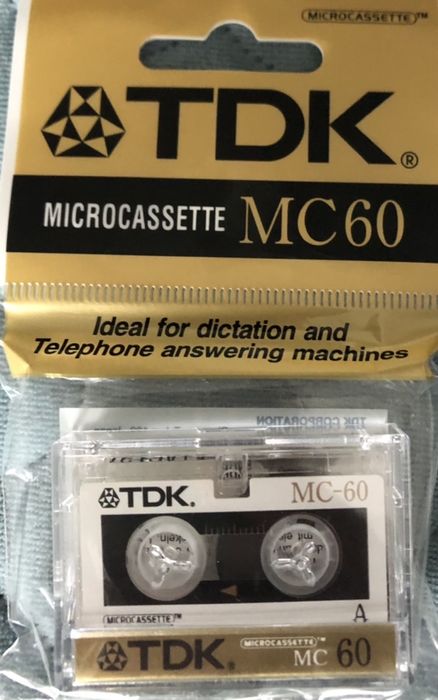 MICROCASSETTE™
TDK®
MICROCASSETTE MC60
Ideal for dictation and
Telephone answering machines
TDK CORPORATION
TDK. MC-60
MICROCASSETTE™
A
TDK. MICROCASSETTE™
MC 60